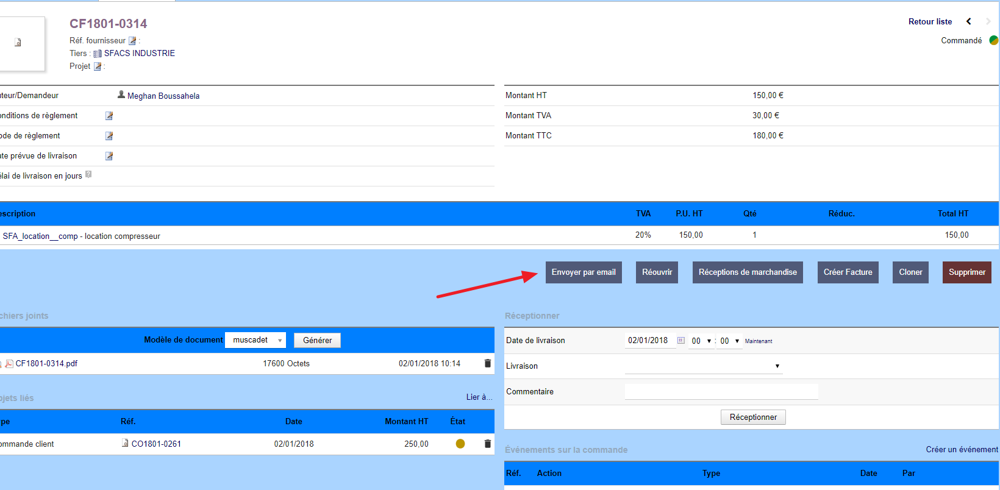 CF1801-0314
Retour liste
Réf. fournisseur :
Commandé
Tiers : SFACS INDUSTRIE
Projet :
uteur/Demandeur Meghan Boussahela
onditions de règlement
ode de règlement
ate prévue de livraison
élai de livraison en jours ?
Montant HT 150,00 €
Montant TVA 30,00 €
Montant TTC 180,00 €
escription TVA P.U. HT Qté Réduc. Total HT
SFA_location__comp - location compresseur 20% 150,00 1 150,00
Envoyer par email Réouvrir Réceptions de marchandise Créer Facture Cloner Supprimer
chiers joints
Modèle de document muscadet Générer
CF1801-0314.pdf 17600 Octets 02/01/2018 10:14
ojets liés Lier à...
ype Réf. Date Montant HT État
ommande client CO1801-0261 02/01/2018 250,00
Réceptionner
Date de livraison 02/01/2018 00 : 00 Maintenant
Livraison
Commentaire
Réceptionner
Événements sur la commande Créer un événement
Réf. Action Type Date Par